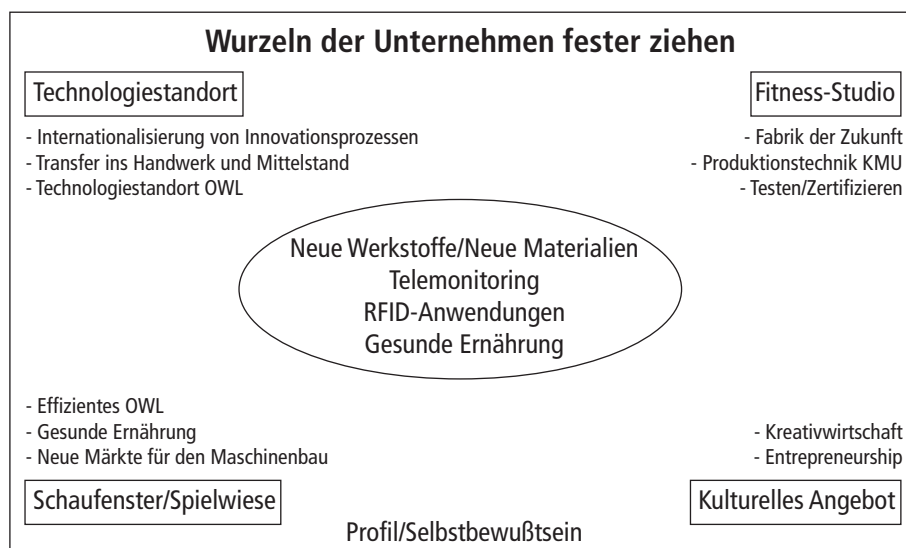 Wurzeln der Unternehmen fester ziehen
Technologiestandort
- Internationalisierung von Innovationsprozessen
- Transfer ins Handwerk und Mittelstand
- Technologiestandort OWL
Fitness-Studio
- Fabrik der Zukunft
- Produktionstechnik KMU
- Testen/Zertifizieren
Neue Werkstoffe/Neue Materialien
Telemonitoring
RFID-Anwendungen
Gesunde Ernährung
- Effizientes OWL
- Gesunde Ernährung
- Neue Märkte für den Maschinenbau
Schaufenster/Spielwiese
- Kreativwirtschaft
- Entrepreneurship
Kulturelles Angebot
Profil/Selbstbewußtsein